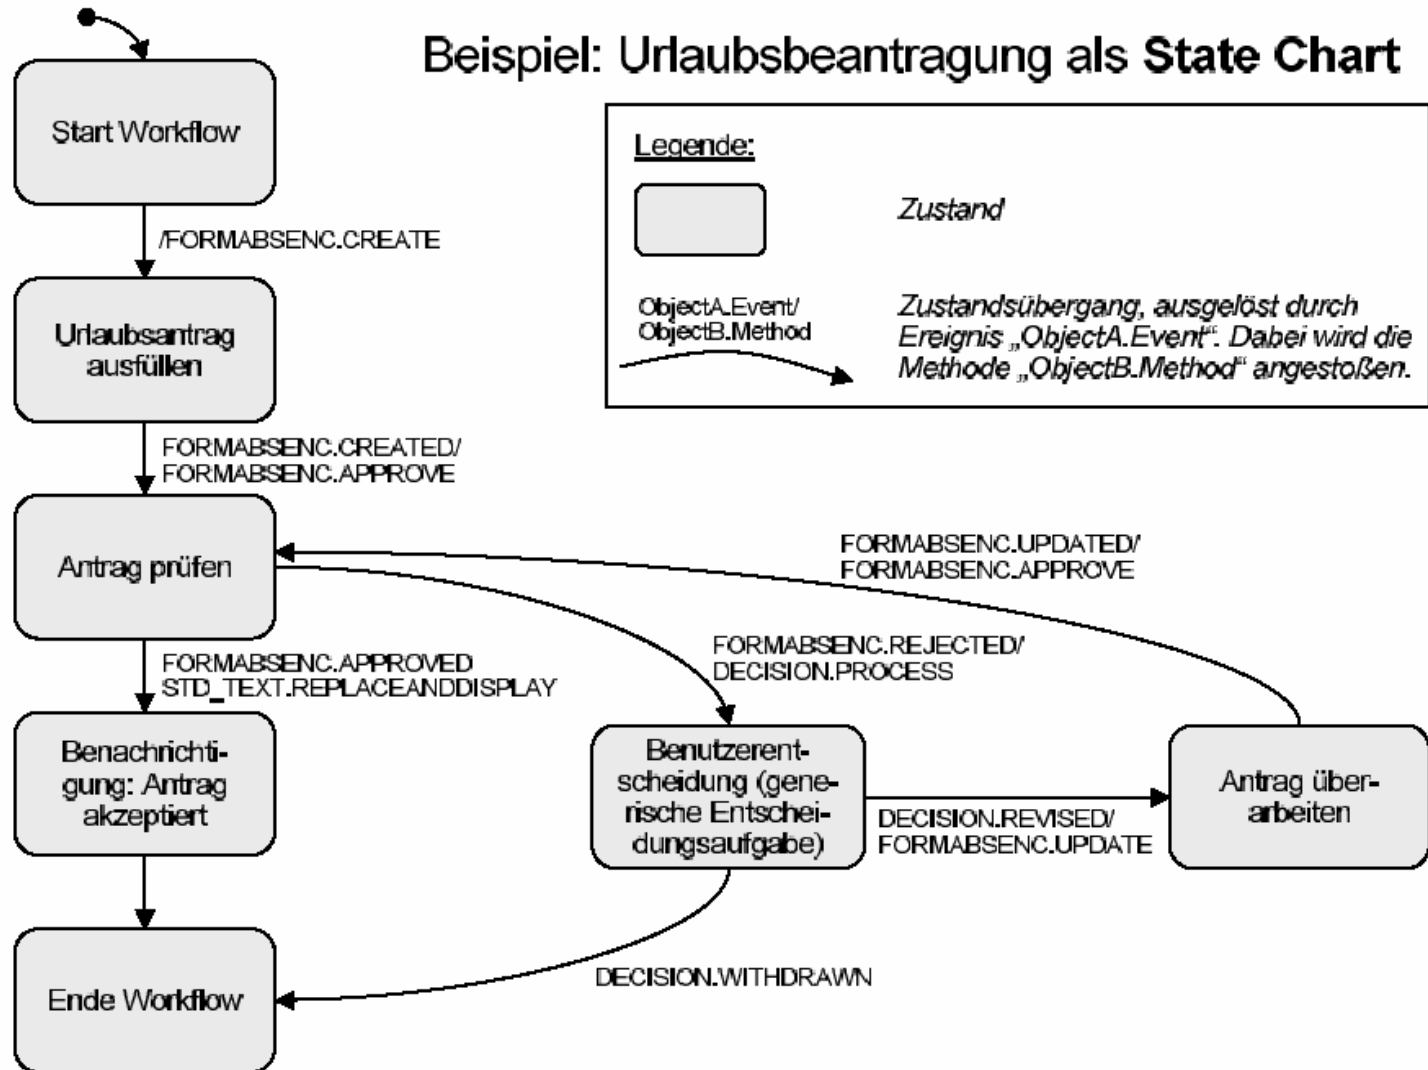 Beispiel: Urlaubsbeantragung als State Chart
Start Workflow
Legende:
Zustand
ObjectA.Event/
ObjectB.Method
Zustandsübergang, ausgelöst durch
Ereignis „ObjectA.Event“. Dabei wird die
Methode „ObjectB.Method“ angestoßen.
/FORMABSENC.CREATE
Urlaubsantrag
ausfüllen
FORMABSENC.CREATED/
FORMABSENC.APPROVE
Antrag prüfen
FORMABSENC.UPDATED/
FORMABSENC.APPROVE
FORMABSENC.REJECTED/
DECISION.PROCESS
FORMABSENC.APPROVED
STD_TEXT.REPLACEANDDISPLAY
Benachrichti-
gung: Antrag
akzeptiert
Benutzerent-
scheidung (gene-
rische Entschei-
dungsaufgabe)
DECISION.REVISED/
FORMABSENC.UPDATE
Antrag über-
arbeiten
DECISION.WITHDRAWN
Ende Workflow